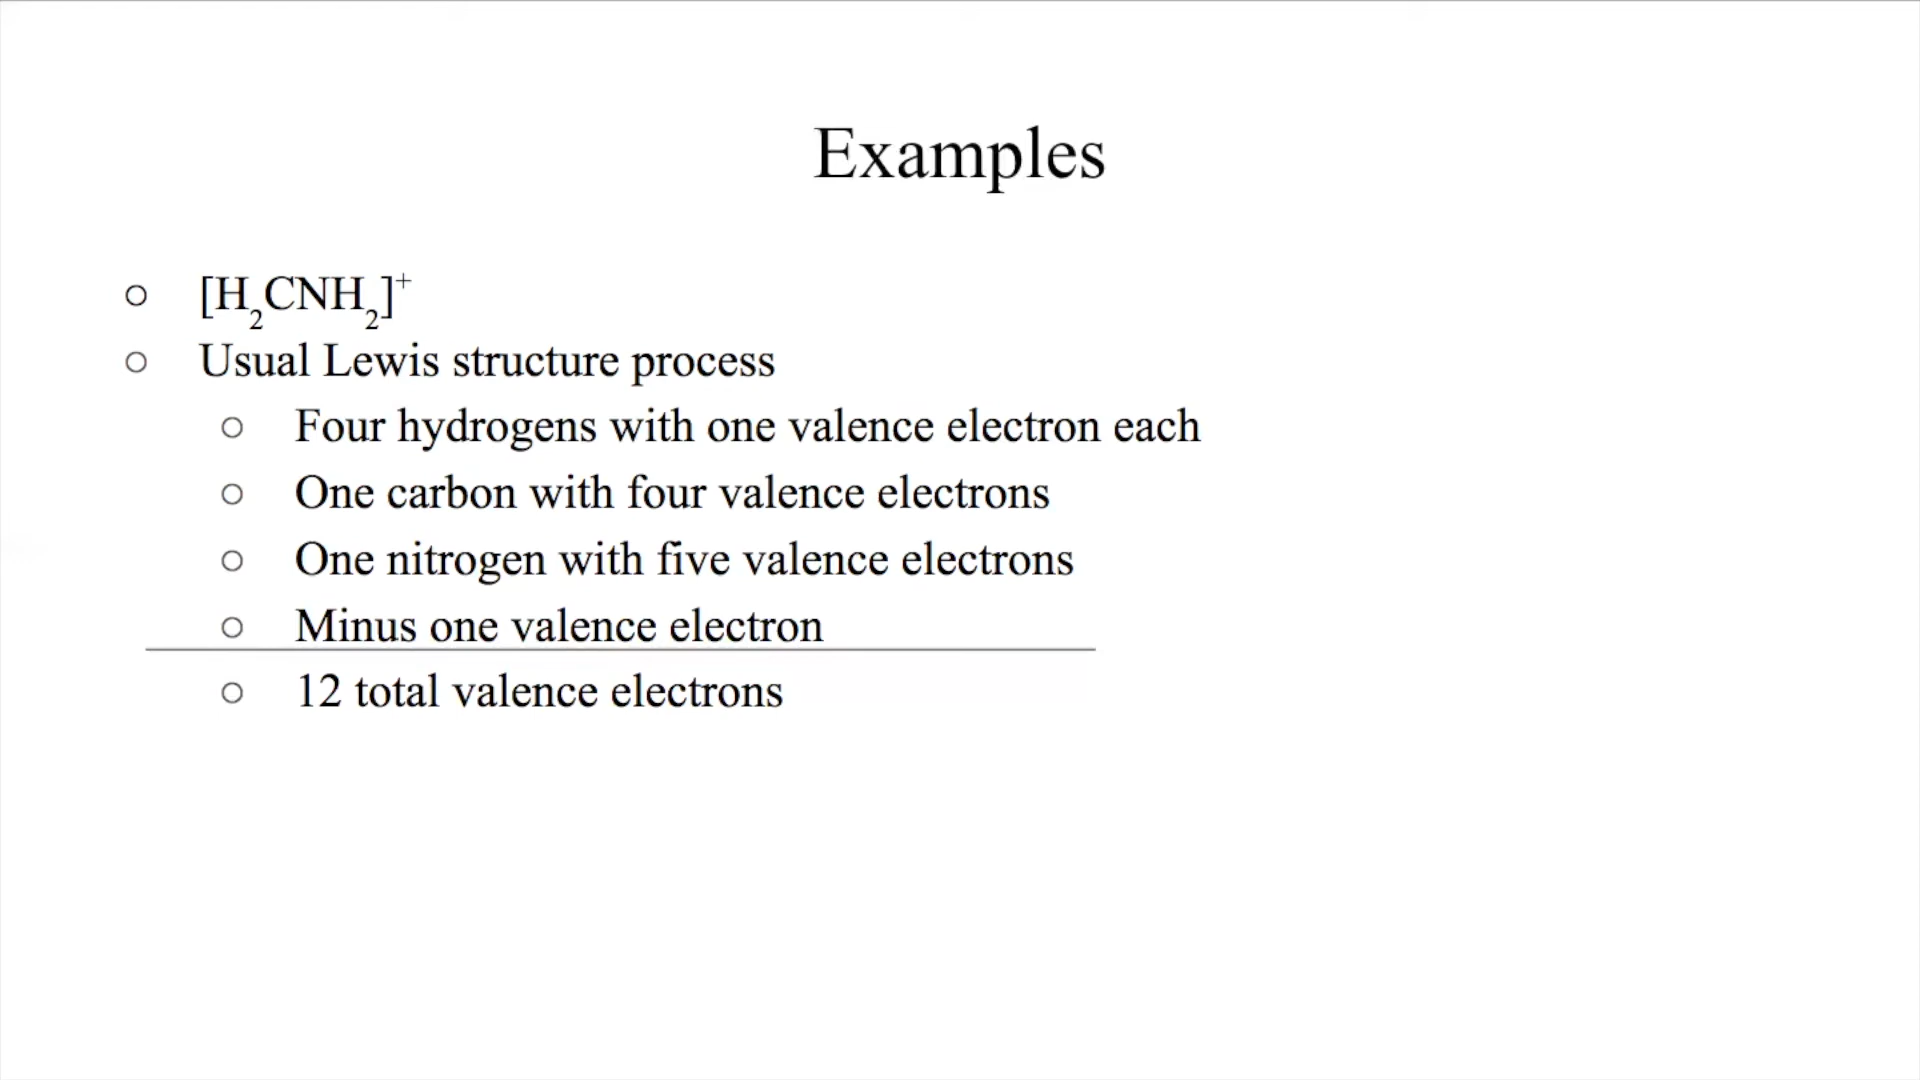 Examples
○ [H₂CNH₂]⁺
○ Usual Lewis structure process
○ Four hydrogens with one valence electron each
○ One carbon with four valence electrons
○ One nitrogen with five valence electrons
○ Minus one valence electron
○ 12 total valence electrons